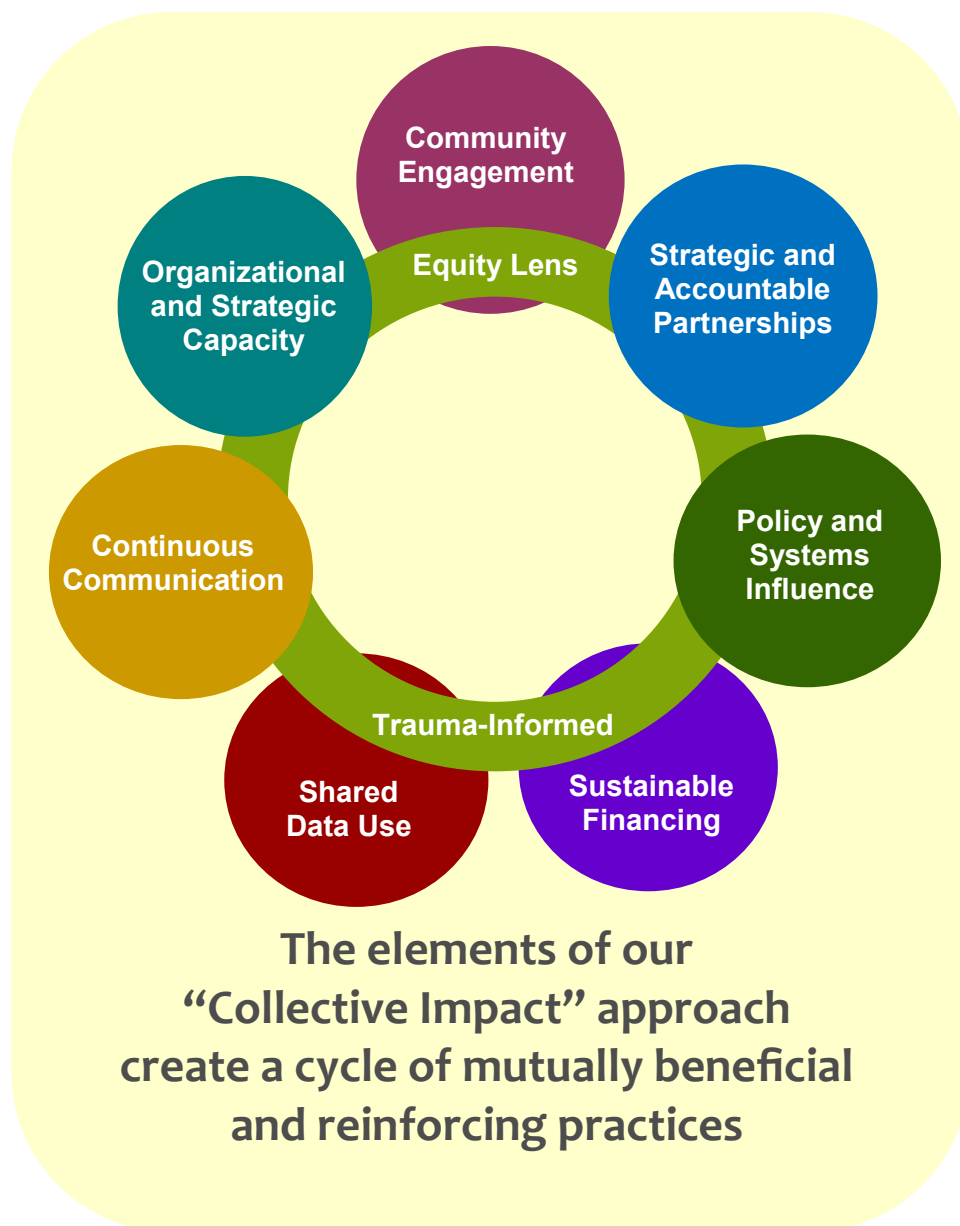 Community
Engagement
Equity Lens
Strategic and
Accountable
Partnerships
Policy and
Systems
Influence
Sustainable
Financing
Trauma-Informed
Shared
Data Use
Continuous
Communication
Organizational
and Strategic
Capacity
The elements of our
“Collective Impact” approach
create a cycle of mutually beneficial
and reinforcing practices